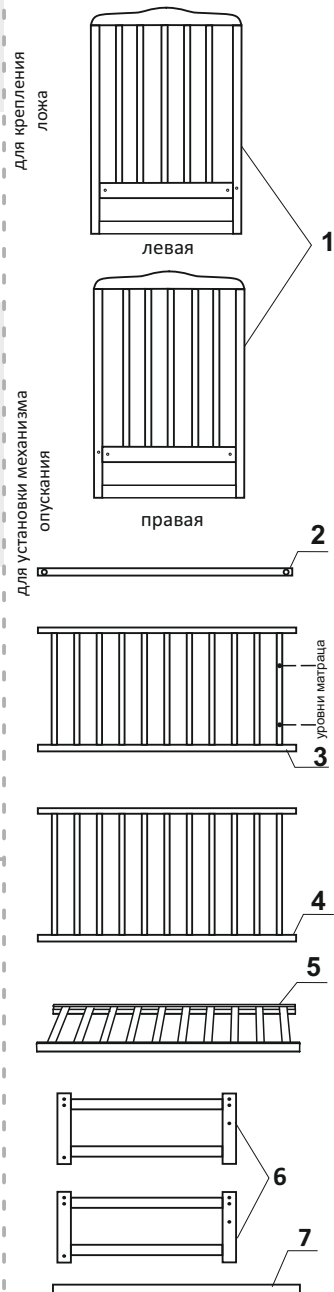 для крепления
ложа
левая
1
правая
для установки механизма
опускания
2
уровни матраца
3
4
5
6
7